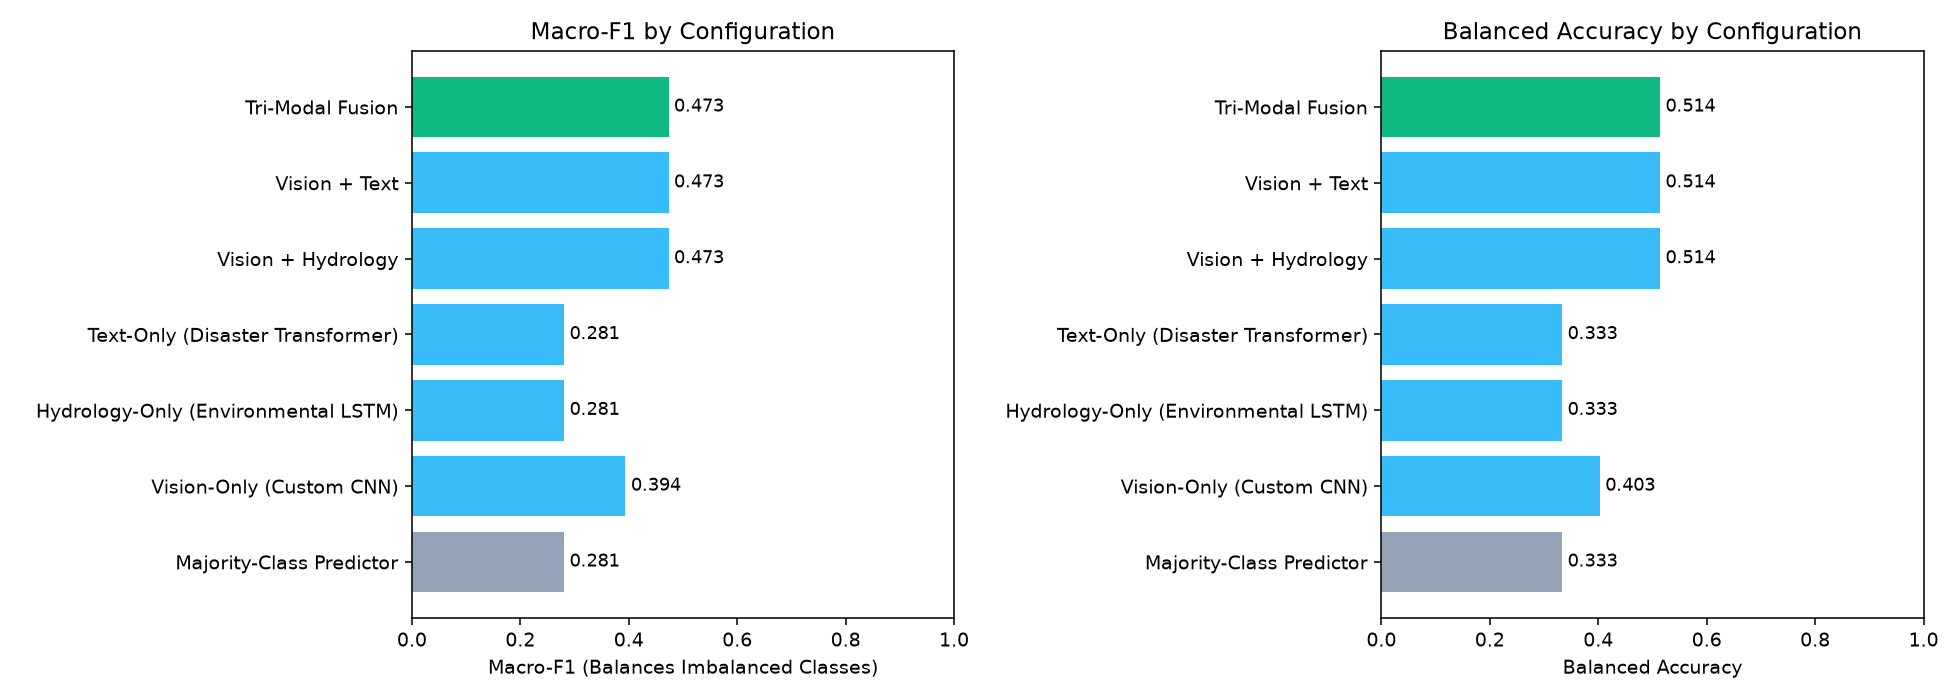 Macro-F1 by Configuration
Tri-Modal Fusion 0.473
Vision + Text 0.473
Vision + Hydrology 0.473
Text-Only (Disaster Transformer) 0.281
Hydrology-Only (Environmental LSTM) 0.281
Vision-Only (Custom CNN) 0.394
Majority-Class Predictor 0.281
0.0 0.2 0.4 0.6 0.8 1.0
Macro-F1 (Balances Imbalanced Classes)
Balanced Accuracy by Configuration
Tri-Modal Fusion 0.514
Vision + Text 0.514
Vision + Hydrology 0.514
Text-Only (Disaster Transformer) 0.333
Hydrology-Only (Environmental LSTM) 0.333
Vision-Only (Custom CNN) 0.403
Majority-Class Predictor 0.333
0.0 0.2 0.4 0.6 0.8 1.0
Balanced Accuracy